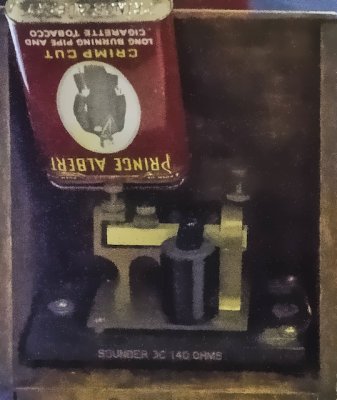 PRINCE ALBERT
CRIMP CUT
LONG BURNING PIPE AND
CIGARETTE TOBACCO
SOUNDER 3C 140 OHMS